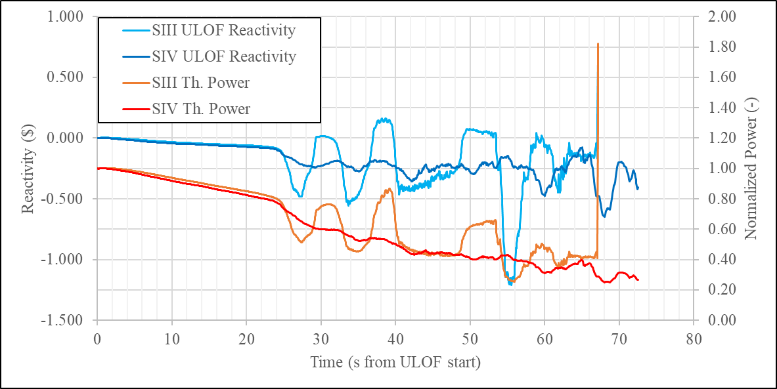 1.000
0.500
0.000
-0.500
-1.000
-1.500
Reactivity ($)
SIII ULOF Reactivity
SIV ULOF Reactivity
SIII Th. Power
SIV Th. Power
2.00
1.80
1.60
1.40
1.20
1.00
0.80
0.60
0.40
0.20
0.00
Normalized Power (-)
0 10 20 30 40 50 60 70 80
Time (s from ULOF start)